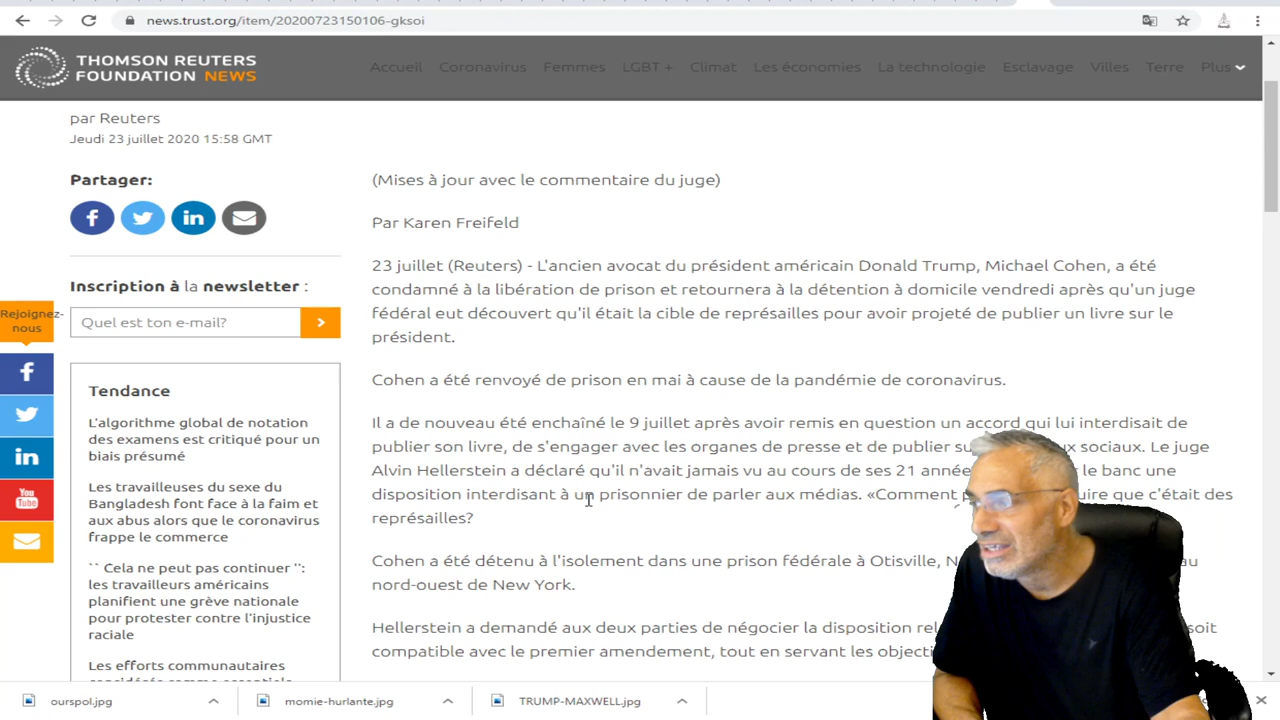 news.trust.org/item/20200723150106-gksoi
THOMSON REUTERS
FOUNDATION NEWS
Accueil Coronavirus Femmes LGBT + Climat Les économies La technologie Esclavage Villes Terre Plus
par Reuters
Jeudi 23 juillet 2020 15:58 GMT
Partager:
Inscription à la newsletter :
Quel est ton e-mail?
Rejoignez-
nous
Tendance
L'algorithme global de notation
des examens est critiqué pour un
biais présumé
Les travailleuses du sexe du
Bangladesh font face à la faim et
aux abus alors que le coronavirus
frappe le commerce
`` Cela ne peut pas continuer '':
les travailleurs américains
planifient une grève nationale
pour protester contre l'injustice
raciale
Les efforts communautaires
(Mises à jour avec le commentaire du juge)
Par Karen Freifeld
23 juillet (Reuters) - L'ancien avocat du président américain Donald Trump, Michael Cohen, a été
condamné à la libération de prison et retournera à la détention à domicile vendredi après qu'un juge
fédéral eut découvert qu'il était la cible de représailles pour avoir projeté de publier un livre sur le
président.
Cohen a été renvoyé de prison en mai à cause de la pandémie de coronavirus.
Il a de nouveau été enchaîné le 9 juillet après avoir remis en question un accord qui lui interdisait de
publier son livre, de s'engager avec les organes de presse et de publier sociaux. Le juge
Alvin Hellerstein a déclaré qu'il n'avait jamais vu au cours de ses 21 le banc une
disposition interdisant à un prisonnier de parler aux médias. «Comment que c'était des
représailles?
Cohen a été détenu à l'isolement dans une prison fédérale à Otisville, au
nord-ouest de New York.
Hellerstein a demandé aux deux parties de négocier la disposition soit
compatible avec le premier amendement, tout en servant les
ourspol.jpg
momie-hurlante.jpg
TRUMP-MAXWELL.jpg